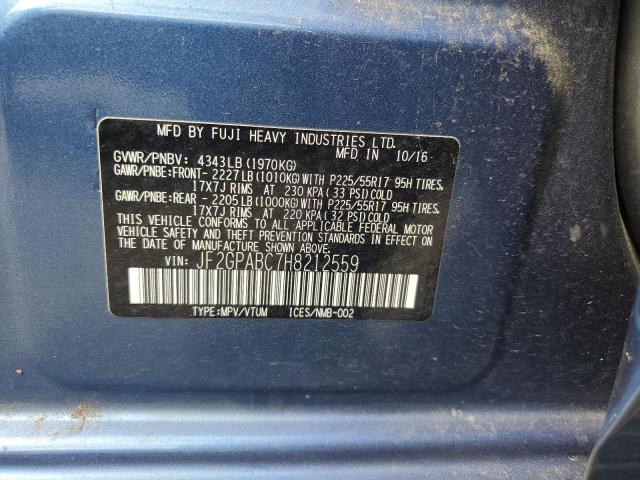 MFD BY FUJI HEAVY INDUSTRIES LTD.
MFD IN 10/16
GVWR/PNBV: 4343LB (1970KG)
GAWR/PNBE:FRONT- 2227LB (1010KG) WITH P225/55R17 95H TIRES.
17X7J RIMS AT 230 KPA (33 PSI) COLD
GAWR/PNBE:REAR - 2205LB (1000KG) WITH P225/55R17 95H TIRES.
17X7J RIMS AT 220 KPA (32 PSI) COLD
THIS VEHICLE CONFORMS TO ALL APPLICABLE FEDERAL MOTOR
VEHICLE SAFETY AND THEFT PREVENTION STANDARDS IN
EFFECT ON THE DATE OF MANUFACTURE SHOWN ABOVE.
VIN: JF2GPABC7H8212559
TYPE:MPV/VTUM ICES/NMB-002